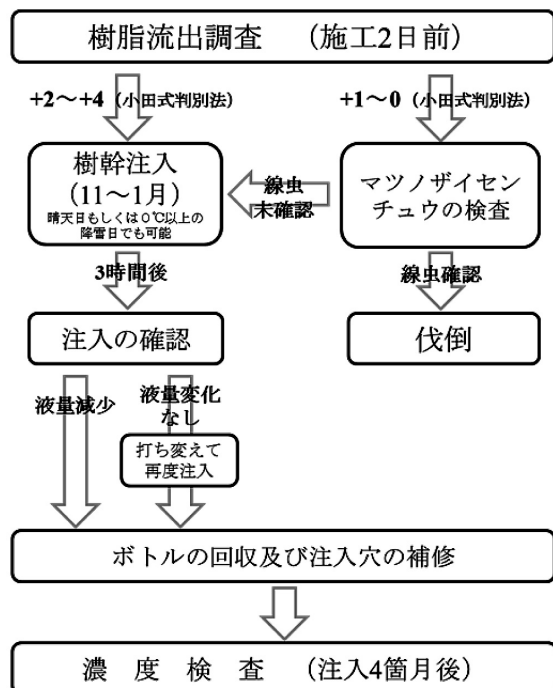 樹脂流出調査　（施工2日前）
+2～+4（小田式判別法）
+1～0（小田式判別法）
樹幹注入
（11～1月）
晴天日もしくは０℃以上の
降雪日でも可能
線虫
未確認
マツノザイセン
チュウの検査
3時間後
線虫確認
注入の確認
伐倒
液量減少
液量変化
なし
打ち変えて
再度注入
ボトルの回収及び注入穴の補修
濃　度　検　査　（注入4箇月後）